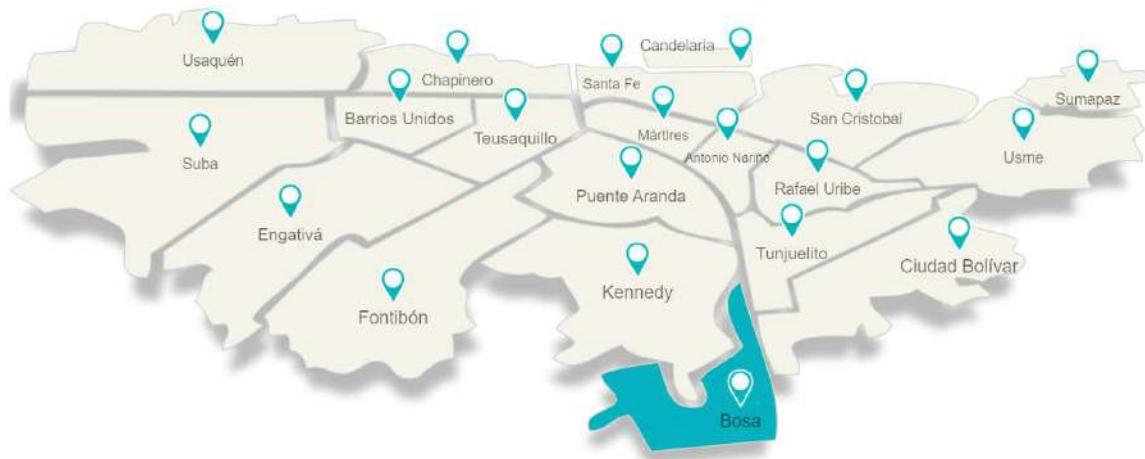 Usaquén
Candelaría
Chapinero
Santa Fe
Sumapaz
Barrios Unidos
San Cristobal
Teusaquillo
Mártires
Antonio Nariño
Usme
Suba
Puente Aranda
Rafael Uribe
Engativá
Tunjuelito
Ciudad Bolívar
Kennedy
Fontibón
Bosa